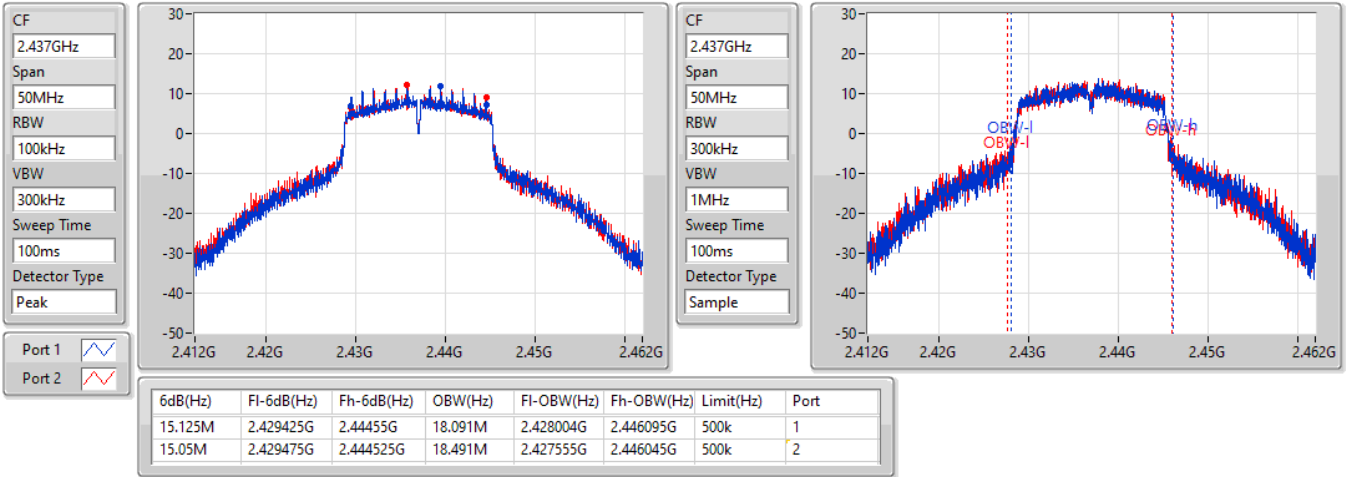 CF
2.437GHz
Span
50MHz
RBW
100kHz
VBW
300kHz
Sweep Time
100ms
Detector Type
Peak
Port 1
Port 2
30
20
10
0
-10
-20
-30
-40
-50
2.412G 2.42G 2.43G 2.44G 2.45G 2.462G
CF
2.437GHz
Span
50MHz
RBW
300kHz
VBW
1MHz
Sweep Time
100ms
Detector Type
Sample
30
20
10
0
-10
-20
-30
-40
-50
OBW-l
OBW-l
OBW-h
OBW-h
2.412G 2.42G 2.43G 2.44G 2.45G 2.462G
6dB(Hz) Fl-6dB(Hz) Fh-6dB(Hz) OBW(Hz) Fl-OBW(Hz) Fh-OBW(Hz) Limit(Hz) Port
15.125M 2.429425G 2.44455G 18.091M 2.428004G 2.446095G 500k 1
15.05M 2.429475G 2.444525G 18.491M 2.427555G 2.446045G 500k 2